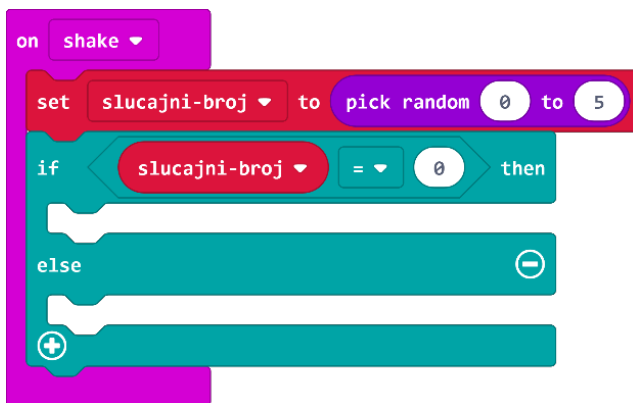 on shake
set slucajni-broj to pick random 0 to 5
if slucajni-broj = 0 then
else